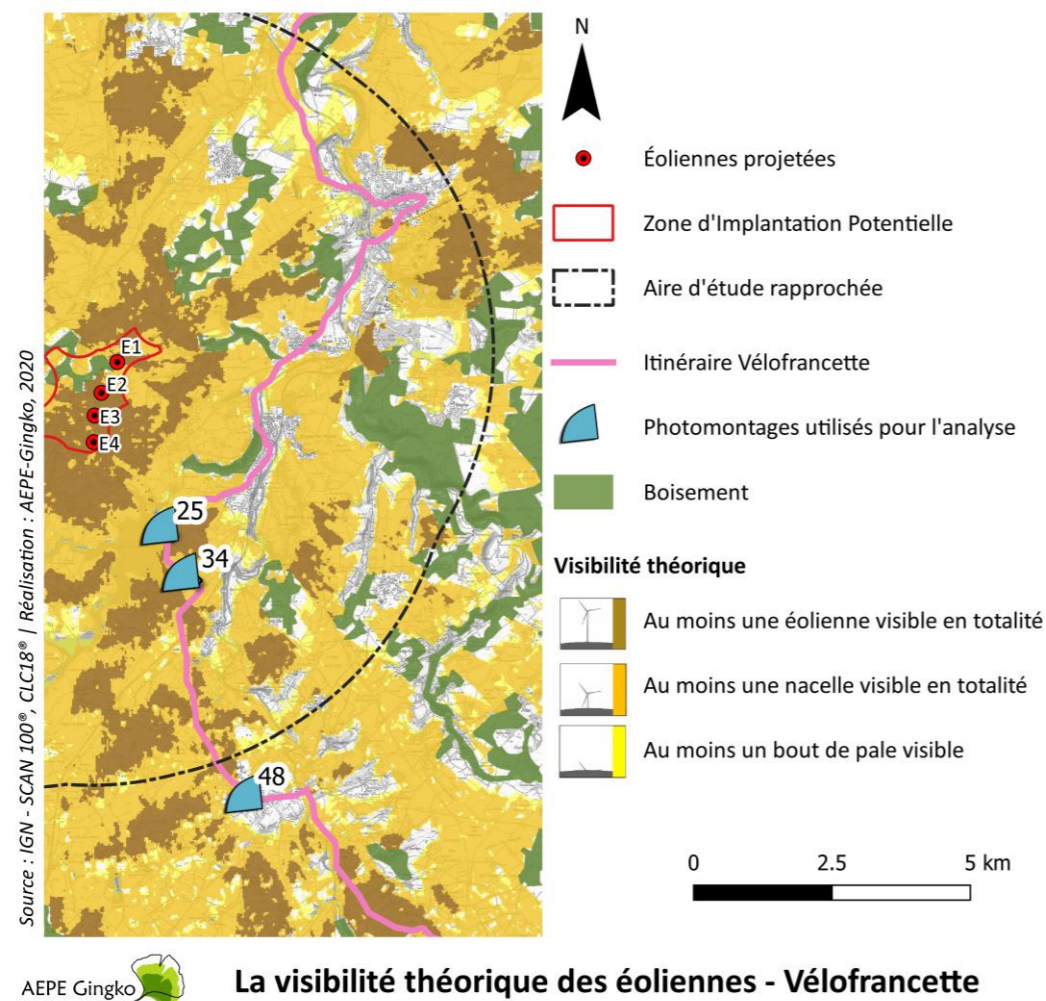 N
Éoliennes projetées
Zone d'Implantation Potentielle
Aire d'étude rapprochée
Itinéraire Vélofrancette
Photomontages utilisés pour l'analyse
Boisement
Visibilité théorique
Au moins une éolienne visible en totalité
Au moins une nacelle visible en totalité
Au moins un bout de pale visible
0 2.5 5 km
E1
E2
E3
E4
25
34
48
Source : IGN - SCAN 100®, CLC18® | Réalisation : AEPE-Gingko, 2020
AEPE Gingko
La visibilité théorique des éoliennes - Vélofrancette